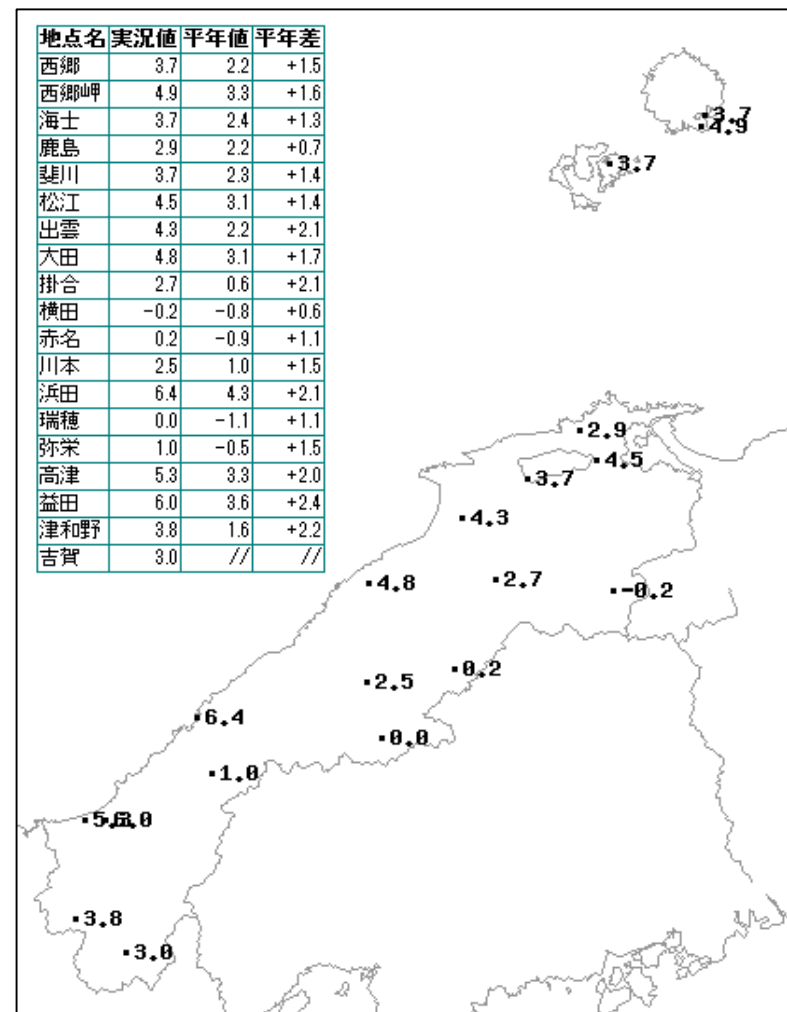 地点名 実況値 平年値 平年差
西郷 3.7 2.2 +1.5
西郷岬 4.9 3.3 +1.6
海士 3.7 2.4 +1.3
鹿島 2.9 2.2 +0.7
斐川 3.7 2.3 +1.4
松江 4.5 3.1 +1.4
出雲 4.3 2.2 +2.1
大田 4.8 3.1 +1.7
掛合 2.7 0.6 +2.1
横田 -0.2 -0.8 +0.6
赤名 0.2 -0.9 +1.1
川本 2.5 1.0 +1.5
浜田 6.4 4.3 +2.1
瑞穂 0.0 -1.1 +1.1
弥栄 1.0 -0.5 +1.5
高津 5.3 3.3 +2.0
益田 6.0 3.6 +2.4
津和野 3.8 1.6 +2.2
吉賀 3.0 // //
3.7
4.9
3.7
2.9
4.5
3.7
4.3
4.8
2.7
-0.2
0.2
2.5
6.4
0.0
1.0
3.8
3.0